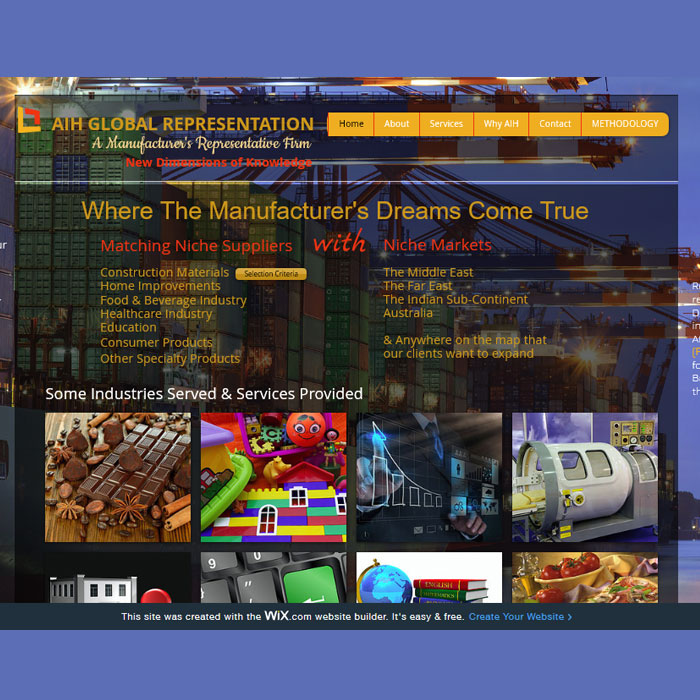 AIH GLOBAL REPRESENTATION
A Manufacturer's Representative Firm
New Dimensions of Knowledge
Home About Services Why AIH Contact METHODOLOGY
Where The Manufacturer's Dreams Come True
Matching Niche Suppliers with Niche Markets
Construction Materials Selection Criteria
Home Improvements
Food & Beverage Industry
Healthcare Industry
Education
Consumer Products
Other Specialty Products
The Middle East
The Far East
The Indian Sub-Continent
Australia
& Anywhere on the map that
our clients want to expand
Some Industries Served & Services Provided
9 0
ENGLISH
This site was created with the WiX.com website builder. It's easy & free. Create Your Website >